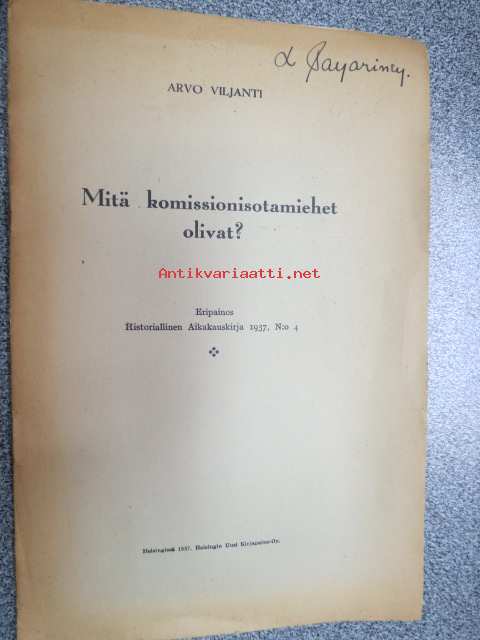 ARVO VILJANTI
Mitä komissionisotamiehet
olivat?
Antikvariaatti.net
Eripainos
Historiallinen Aikakauskirja 1937, N:o 4
Helsingissä 1937. Helsingin Uusi Kirjapaino-Oy.